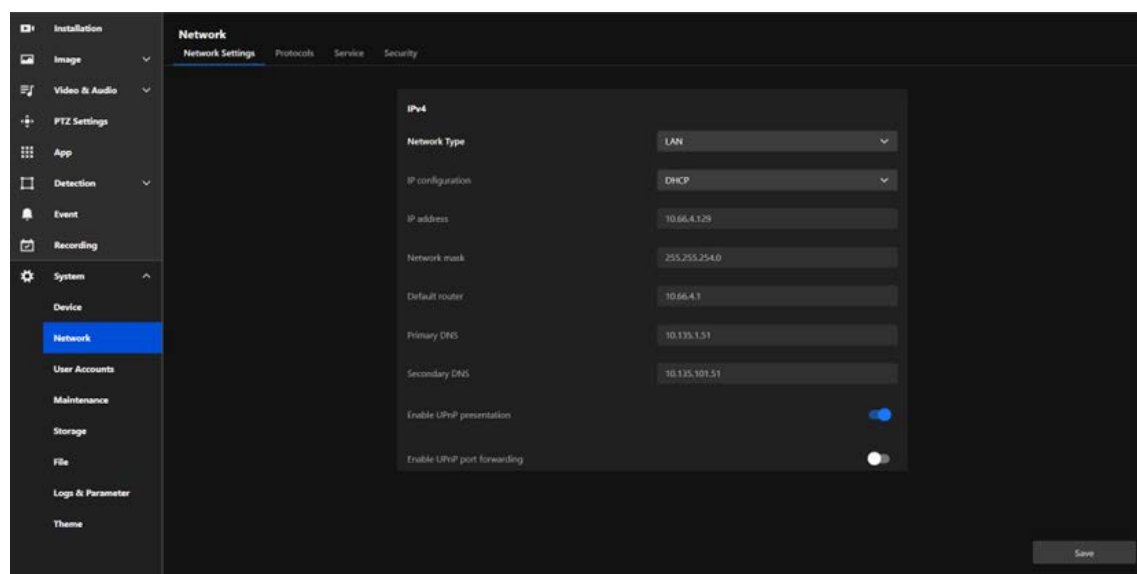 Installation
Image
Video & Audio
PTZ Settings
App
Detection
Event
Recording
System
Device
Network
User Accounts
Maintenance
Storage
File
Logs & Parameter
Theme
Network
Network Settings Protocols Service Security
IPv4
Network Type LAN
IP configuration DHCP
IP address 10.66.4.129
Network mask 255.255.254.0
Default router 10.66.4.1
Primary DNS 10.135.1.51
Secondary DNS 10.135.101.51
Enable UPnP presentation
Enable UPnP port forwarding
Save